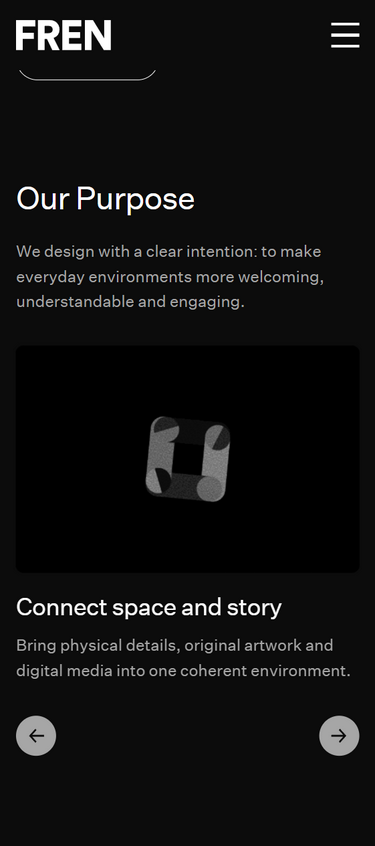 FREN
Our Purpose
We design with a clear intention: to make
everyday environments more welcoming,
understandable and engaging.
Connect space and story
Bring physical details, original artwork and
digital media into one coherent environment.